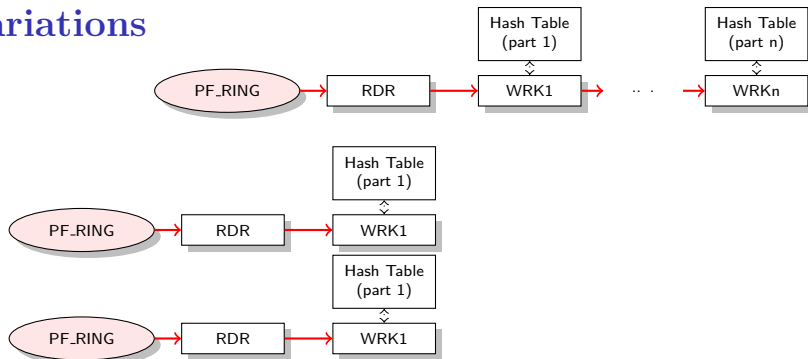 ariations
Hash Table
(part 1)
Hash Table
(part n)
PF_RING
RDR
WRK1
.. .
WRKn
Hash Table
(part 1)
PF_RING
RDR
WRK1
Hash Table
(part 1)
PF_RING
RDR
WRK1